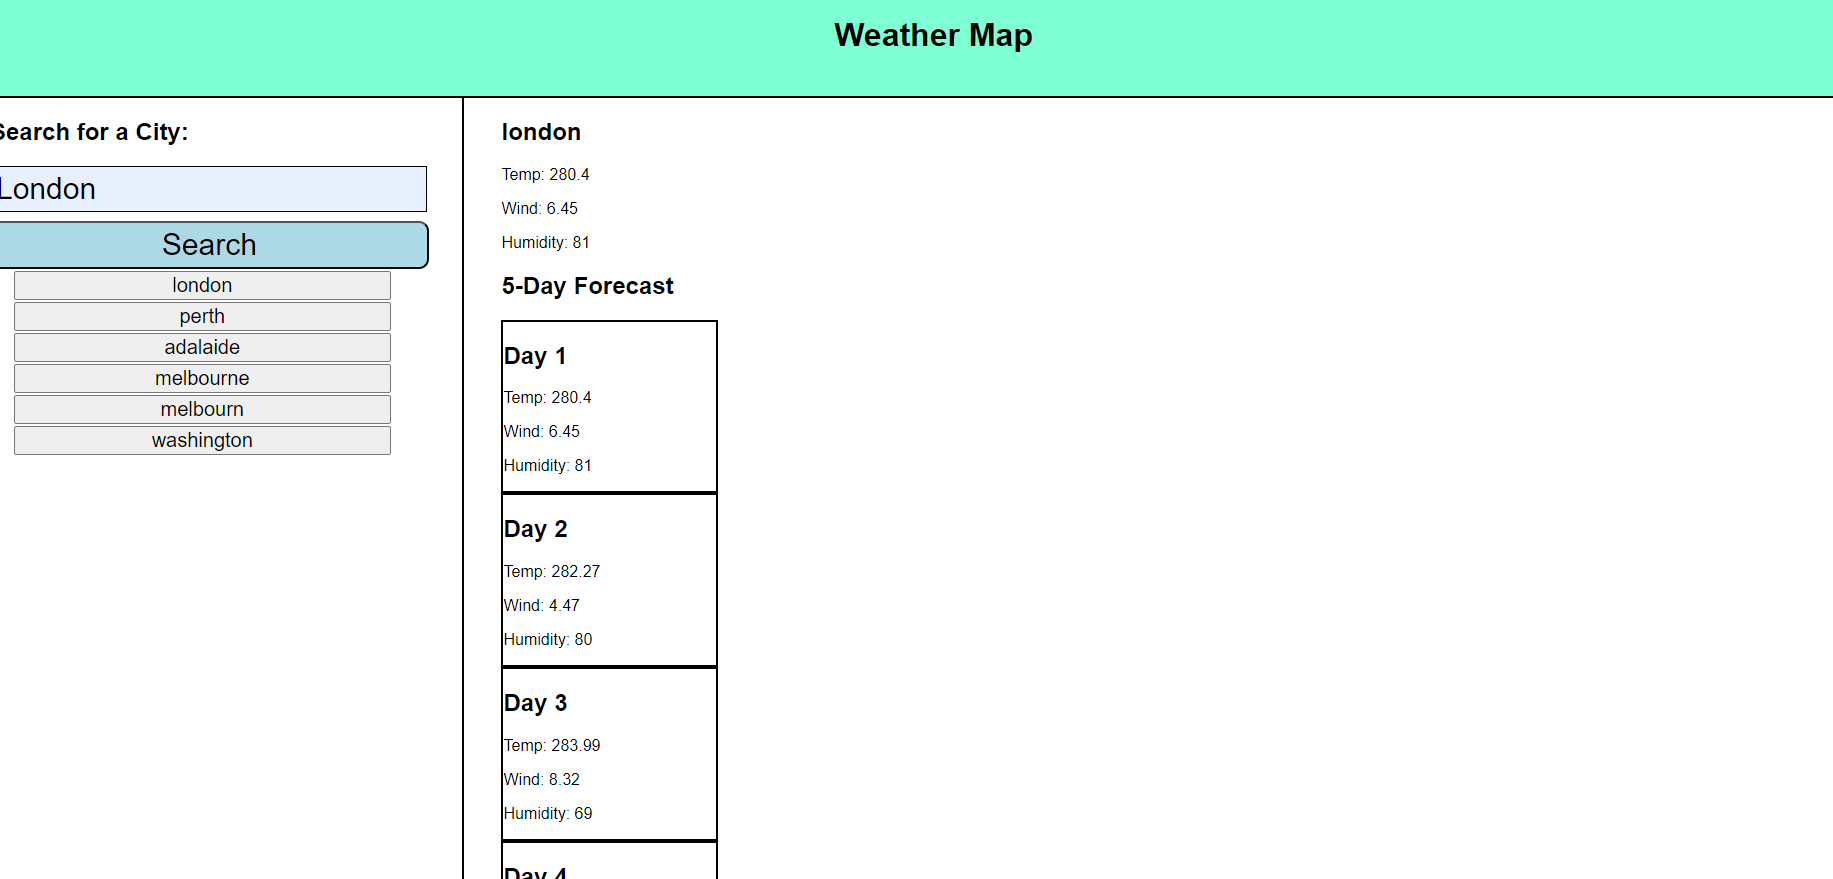 Weather Map
Search for a City:
London
Search
london
perth
adalaide
melbourne
melbourn
washington
london
Temp: 280.4
Wind: 6.45
Humidity: 81
5-Day Forecast
Day 1
Temp: 280.4
Wind: 6.45
Humidity: 81
Day 2
Temp: 282.27
Wind: 4.47
Humidity: 80
Day 3
Temp: 283.99
Wind: 8.32
Humidity: 69
Day 4